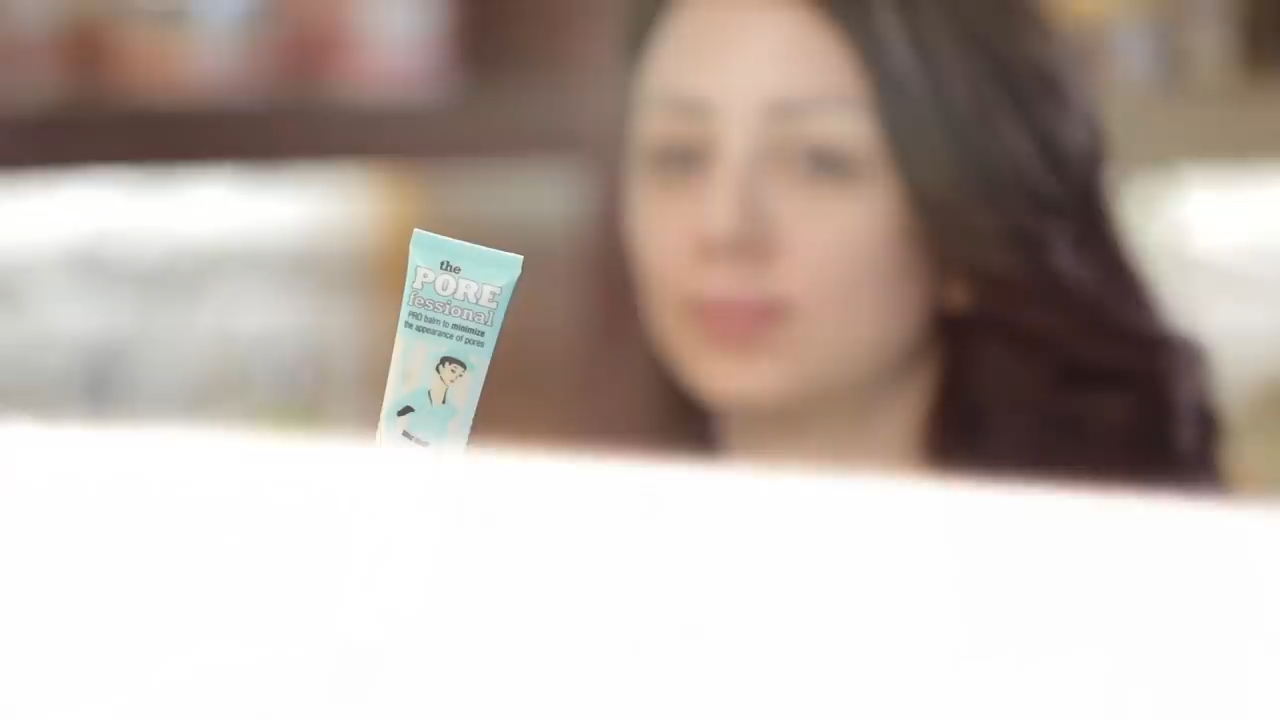 the
PORE
fessional
PRO balm to minimize
the appearance of pores